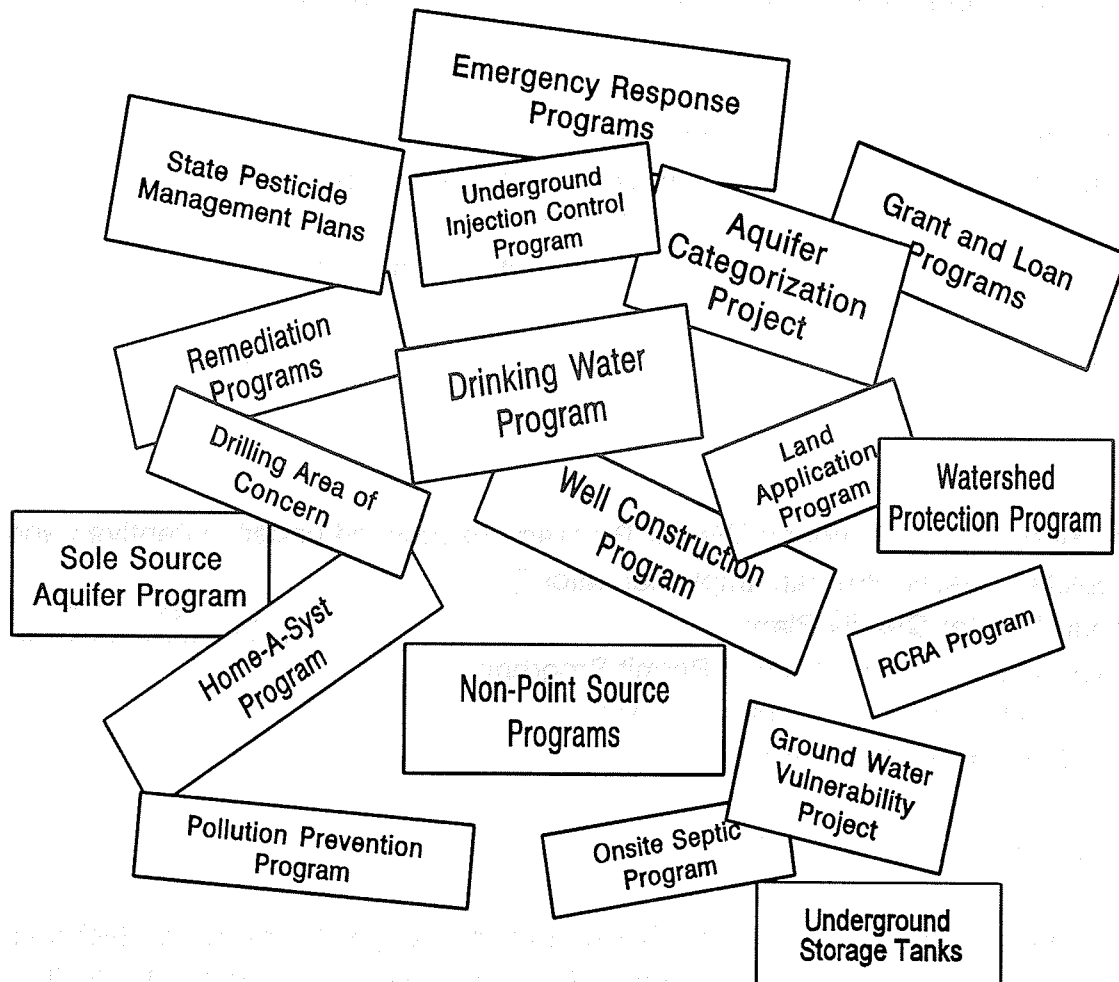 Emergency Response
Programs
State Pesticide
Management Plans
Underground
Injection Control
Program
Aquifer
Categorization
Project
Grant and Loan
Programs
Remediation
Programs
Drinking Water
Program
Drilling Area of
Concern
Well Construction
Program
Land
Application
Program
Watershed
Protection Program
Sole Source
Aquifer Program
Home-A-Syst
Program
Non-Point Source
Programs
RCRA Program
Ground Water
Vulnerability
Project
Pollution Prevention
Program
Onsite Septic
Program
Underground
Storage Tanks